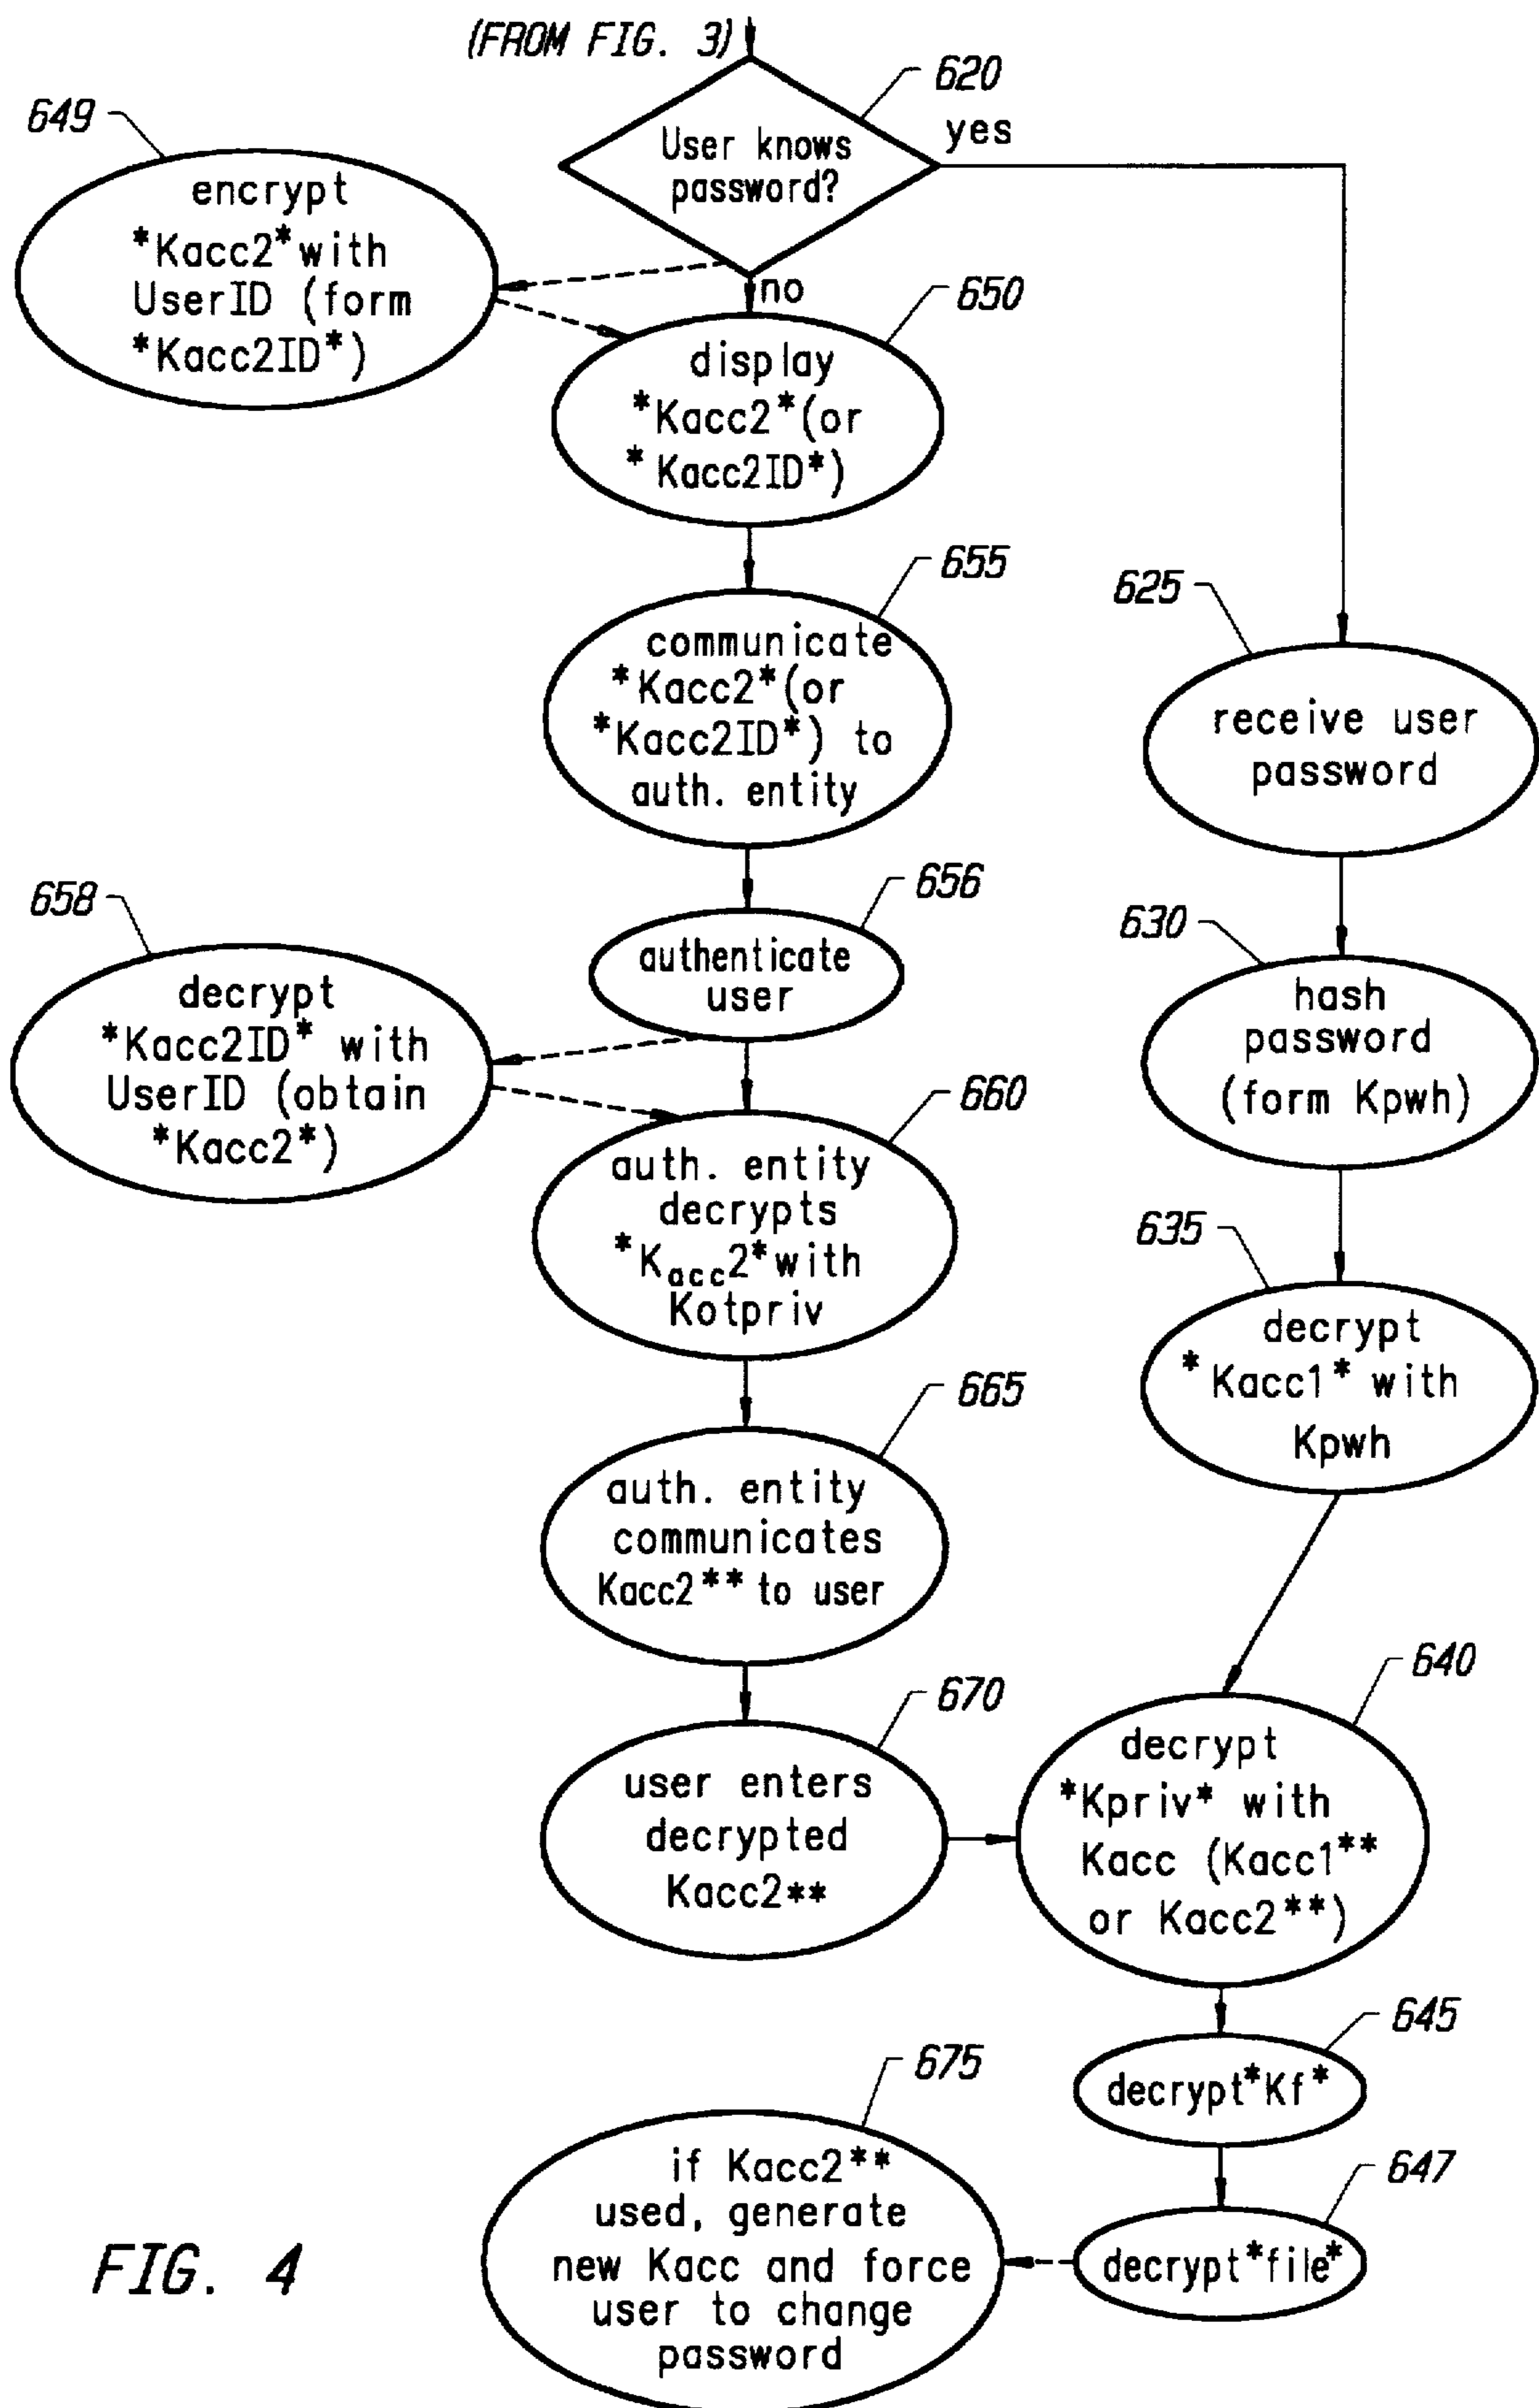 (FROM FIG. 3)
620
User knows
password?
yes
no
649
encrypt
*Kacc2* with
UserID (form
*Kacc2ID*)
650
display
*Kacc2* (or
*Kacc2ID*)
655
communicate
*Kacc2* (or
*Kacc2ID*) to
auth. entity
625
receive user
password
656
authenticate
user
658
decrypt
*Kacc2ID* with
UserID (obtain
*Kacc2*)
630
hash
password
(form Kpwh)
660
auth. entity
decrypts
*Kacc2* with
Kotpriv
635
decrypt
*Kacc1* with
Kpwh
665
auth. entity
communicates
Kacc2** to user
670
user enters
decrypted
Kacc2**
640
decrypt
*Kpriv* with
Kacc (Kacc1**
or Kacc2**)
645
decrypt *Kf*
647
decrypt *file*
675
if Kacc2**
used, generate
new Kacc and force
user to change
password
FIG. 4